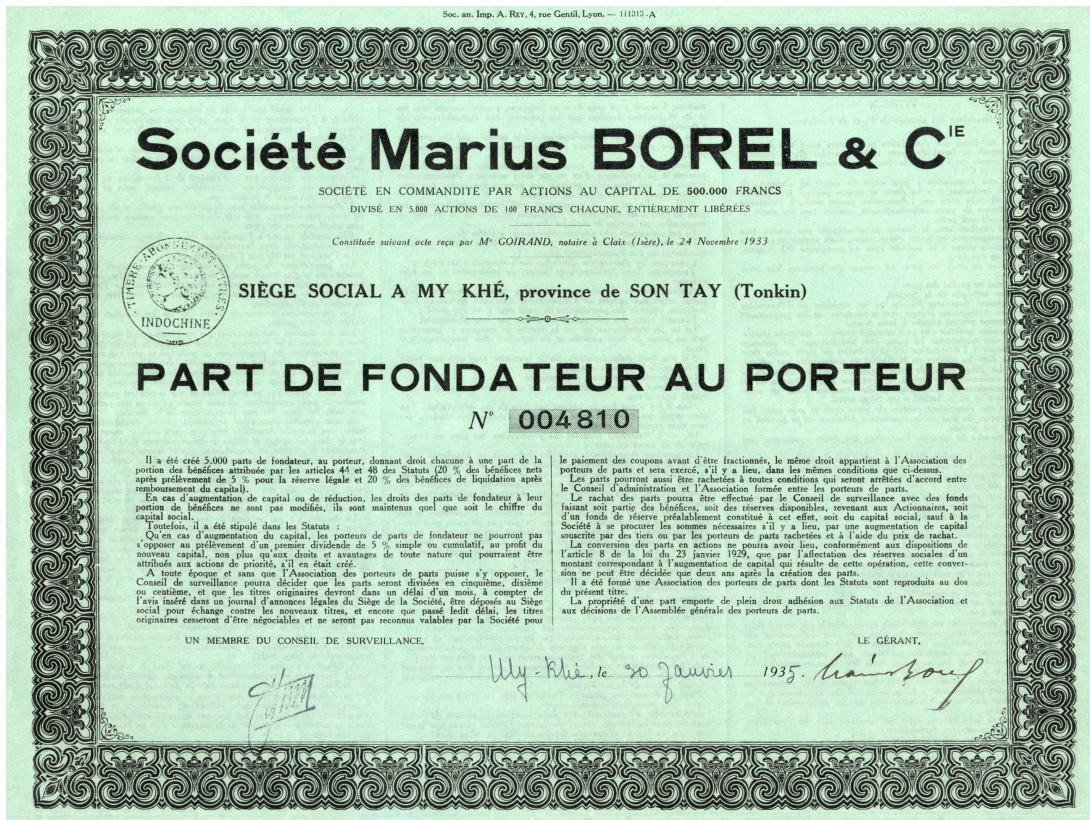 Soc. an. Imp. A. REY, 4, rue Gentil, Lyon. — 111313-A
Société Marius BOREL & Cie
SOCIÉTÉ EN COMMANDITE PAR ACTIONS AU CAPITAL DE 500.000 FRANCS
DIVISÉ EN 5.000 ACTIONS DE 100 FRANCS CHACUNE, ENTIÈREMENT LIBÉRÉES
Constituée suivant acte reçu par Me GOIRAND, notaire à Claix (Isère), le 24 Novembre 1933
TIMBRE · ABONNEMENT · TITRES ·
INDOCHINE
SIÈGE SOCIAL A MY KHÉ, province de SON TAY (Tonkin)
PART DE FONDATEUR AU PORTEUR
N° 004810
Il a été créé 5.000 parts de fondateur, au porteur, donnant droit chacune à une part de la
portion des bénéfices attribuée par les articles 44 et 48 des Statuts (20 % des bénéfices nets
après prélèvement de 5 % pour la réserve légale et 20 % des bénéfices de liquidation après
remboursement du capital).
En cas d'augmentation de capital ou de réduction, les droits des parts de fondateur à leur
portion de bénéfices ne sont pas modifiés, ils sont maintenus quel que soit le chiffre du
capital social.
Toutefois, il a été stipulé dans les Statuts :
Qu'en cas d'augmentation du capital, les porteurs de parts de fondateur ne pourront pas
s'opposer au prélèvement d'un premier dividende de 5 % simple ou cumulatif, au profit du
nouveau capital, non plus qu'aux droits et avantages de toute nature qui pourraient être
attribués aux actions de priorité, s'il en était créé.
A toute époque et sans que l'Association des porteurs de parts puisse s'y opposer, le
Conseil de surveillance pourra décider que les parts seront divisées en cinquième, dixième
ou centième, et que les titres originaires devront dans un délai d'un mois, à compter de
l'avis inséré dans un journal d'annonces légales du Siège de la Société, être déposés au Siège
social pour échange contre les nouveaux titres, et encore que passé ledit délai, les titres
originaires cesseront d'être négociables et ne seront pas reconnus valables par la Société pour
le paiement des coupons avant d'être fractionnés, le même droit appartient à l'Association des
porteurs de parts et sera exercé, s'il y a lieu, dans les mêmes conditions que ci-dessus.
Les parts pourront aussi être rachetées à toutes conditions qui seront arrêtées d'accord entre
le Conseil d'administration et l'Association formée entre les porteurs de parts.
Le rachat des parts pourra être effectué par le Conseil de surveillance avec des fonds
faisant soit partie des bénéfices, soit des réserves disponibles, revenant aux Actionnaires, soit
d'un fonds de réserve préalablement constitué à cet effet, soit du capital social, sauf à la
Société à se procurer les sommes nécessaires s'il y a lieu, par une augmentation de capital
souscrite par des tiers ou par les porteurs de parts rachetées et à l'aide du prix de rachat.
La conversion des parts en actions ne pourra avoir lieu, conformément aux dispositions de
l'article 8 de la loi du 23 janvier 1929, que par l'affectation des réserves sociales d'un
montant correspondant à l'augmentation de capital qui résulte de cette opération, cette conver-
sion ne peut être décidée que deux ans après la création des parts.
Il a été formé une Association des porteurs de parts dont les Statuts sont reproduits au dos
du présent titre.
La propriété d'une part emporte de plein droit adhésion aux Statuts de l'Association et
aux décisions de l'Assemblée générale des porteurs de parts.
UN MEMBRE DU CONSEIL DE SURVEILLANCE,
LE GÉRANT,
My-Khé, le 30 Janvier 1935. Marius Borel